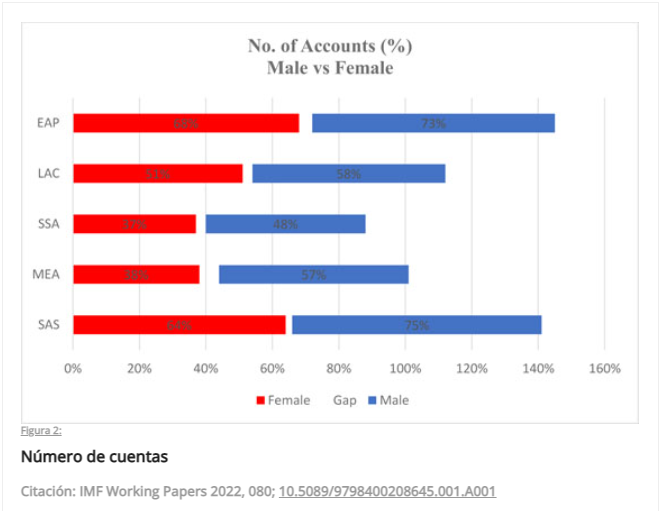 No. of Accounts (%)
Male vs Female
EAP
68%
73%
LAC
51%
58%
SSA
37%
48%
MEA
38%
57%
SAS
64%
75%
0% 20% 40% 60% 80% 100% 120% 140% 160%
Female Gap Male
Figura 2:
Número de cuentas
Citación: IMF Working Papers 2022, 080; 10.5089/9798400208645.001.A001